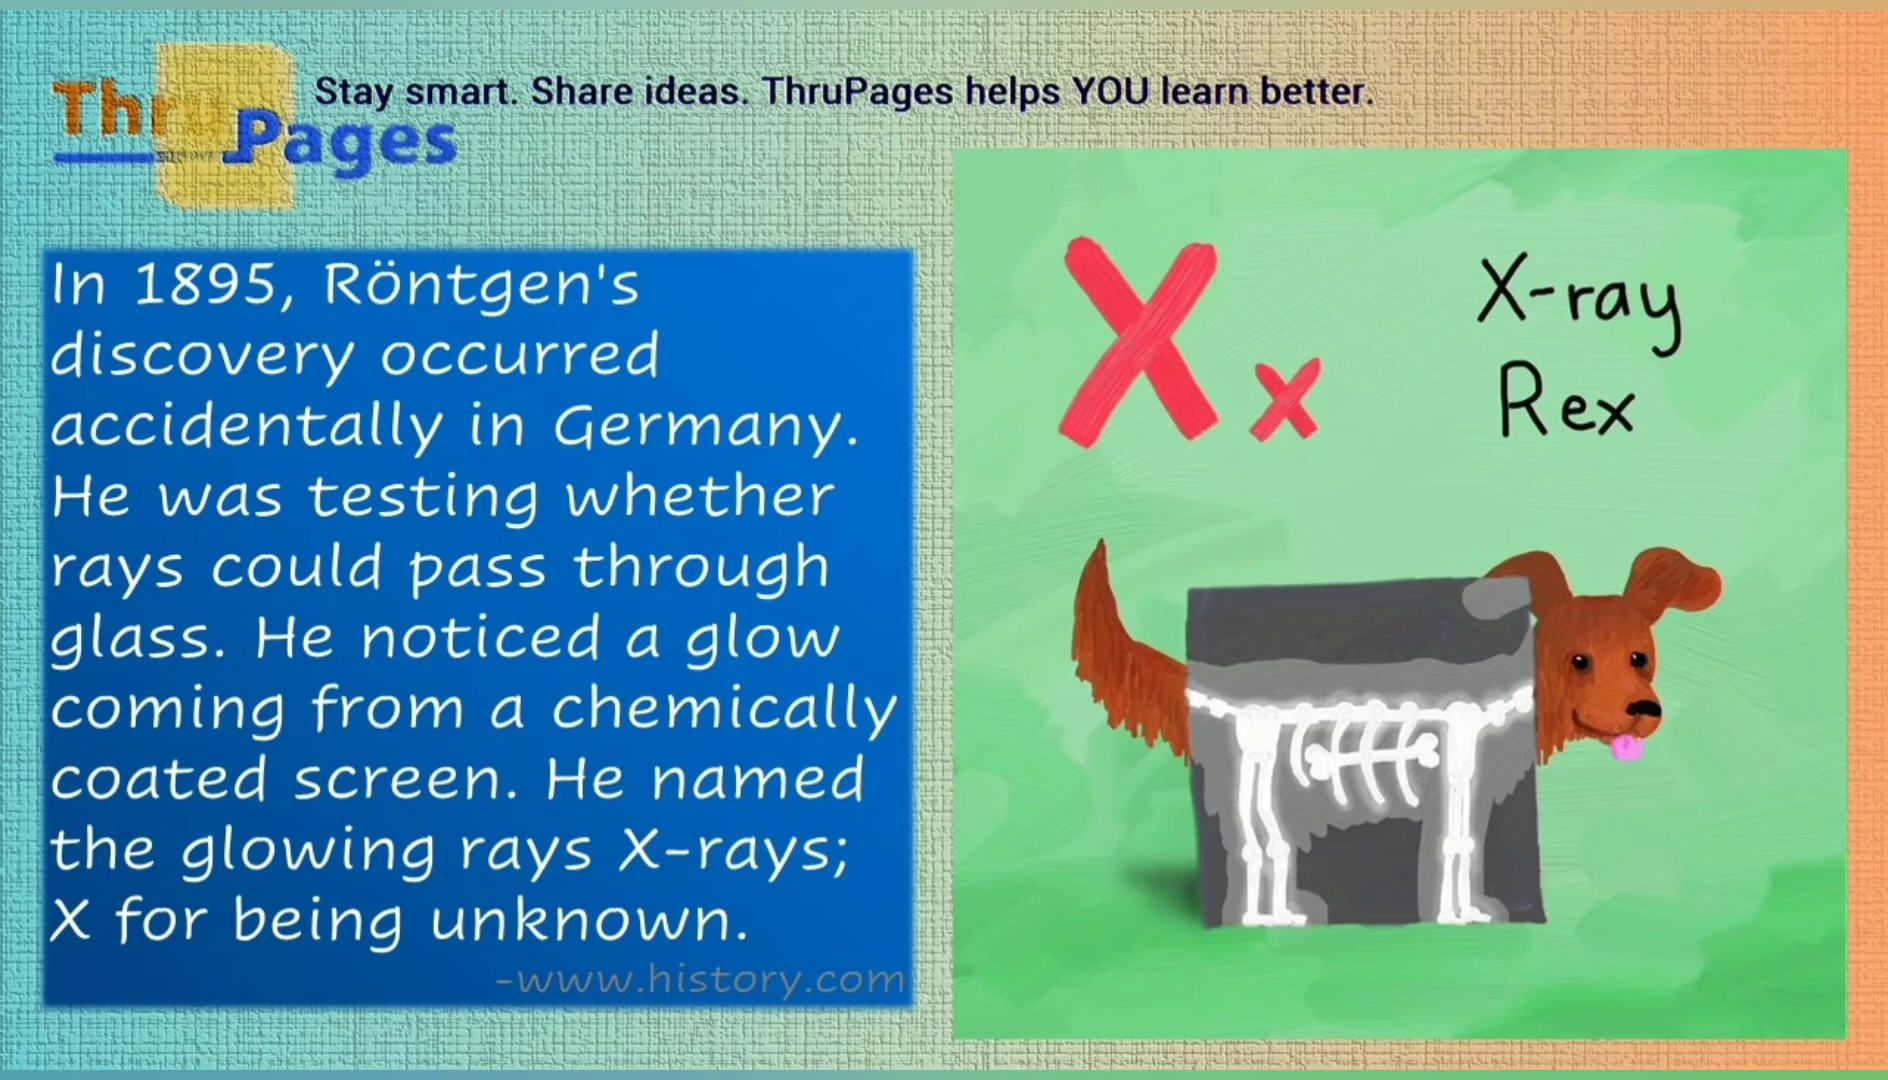 Thru
Pages
Stay smart. Share ideas. ThruPages helps YOU learn better.
In 1895, Röntgen's
discovery occurred
accidentally in Germany.
He was testing whether
rays could pass through
glass. He noticed a glow
coming from a chemically
coated screen. He named
the glowing rays X-rays;
X for being unknown.
-www.history.com
X x
X-ray
Rex